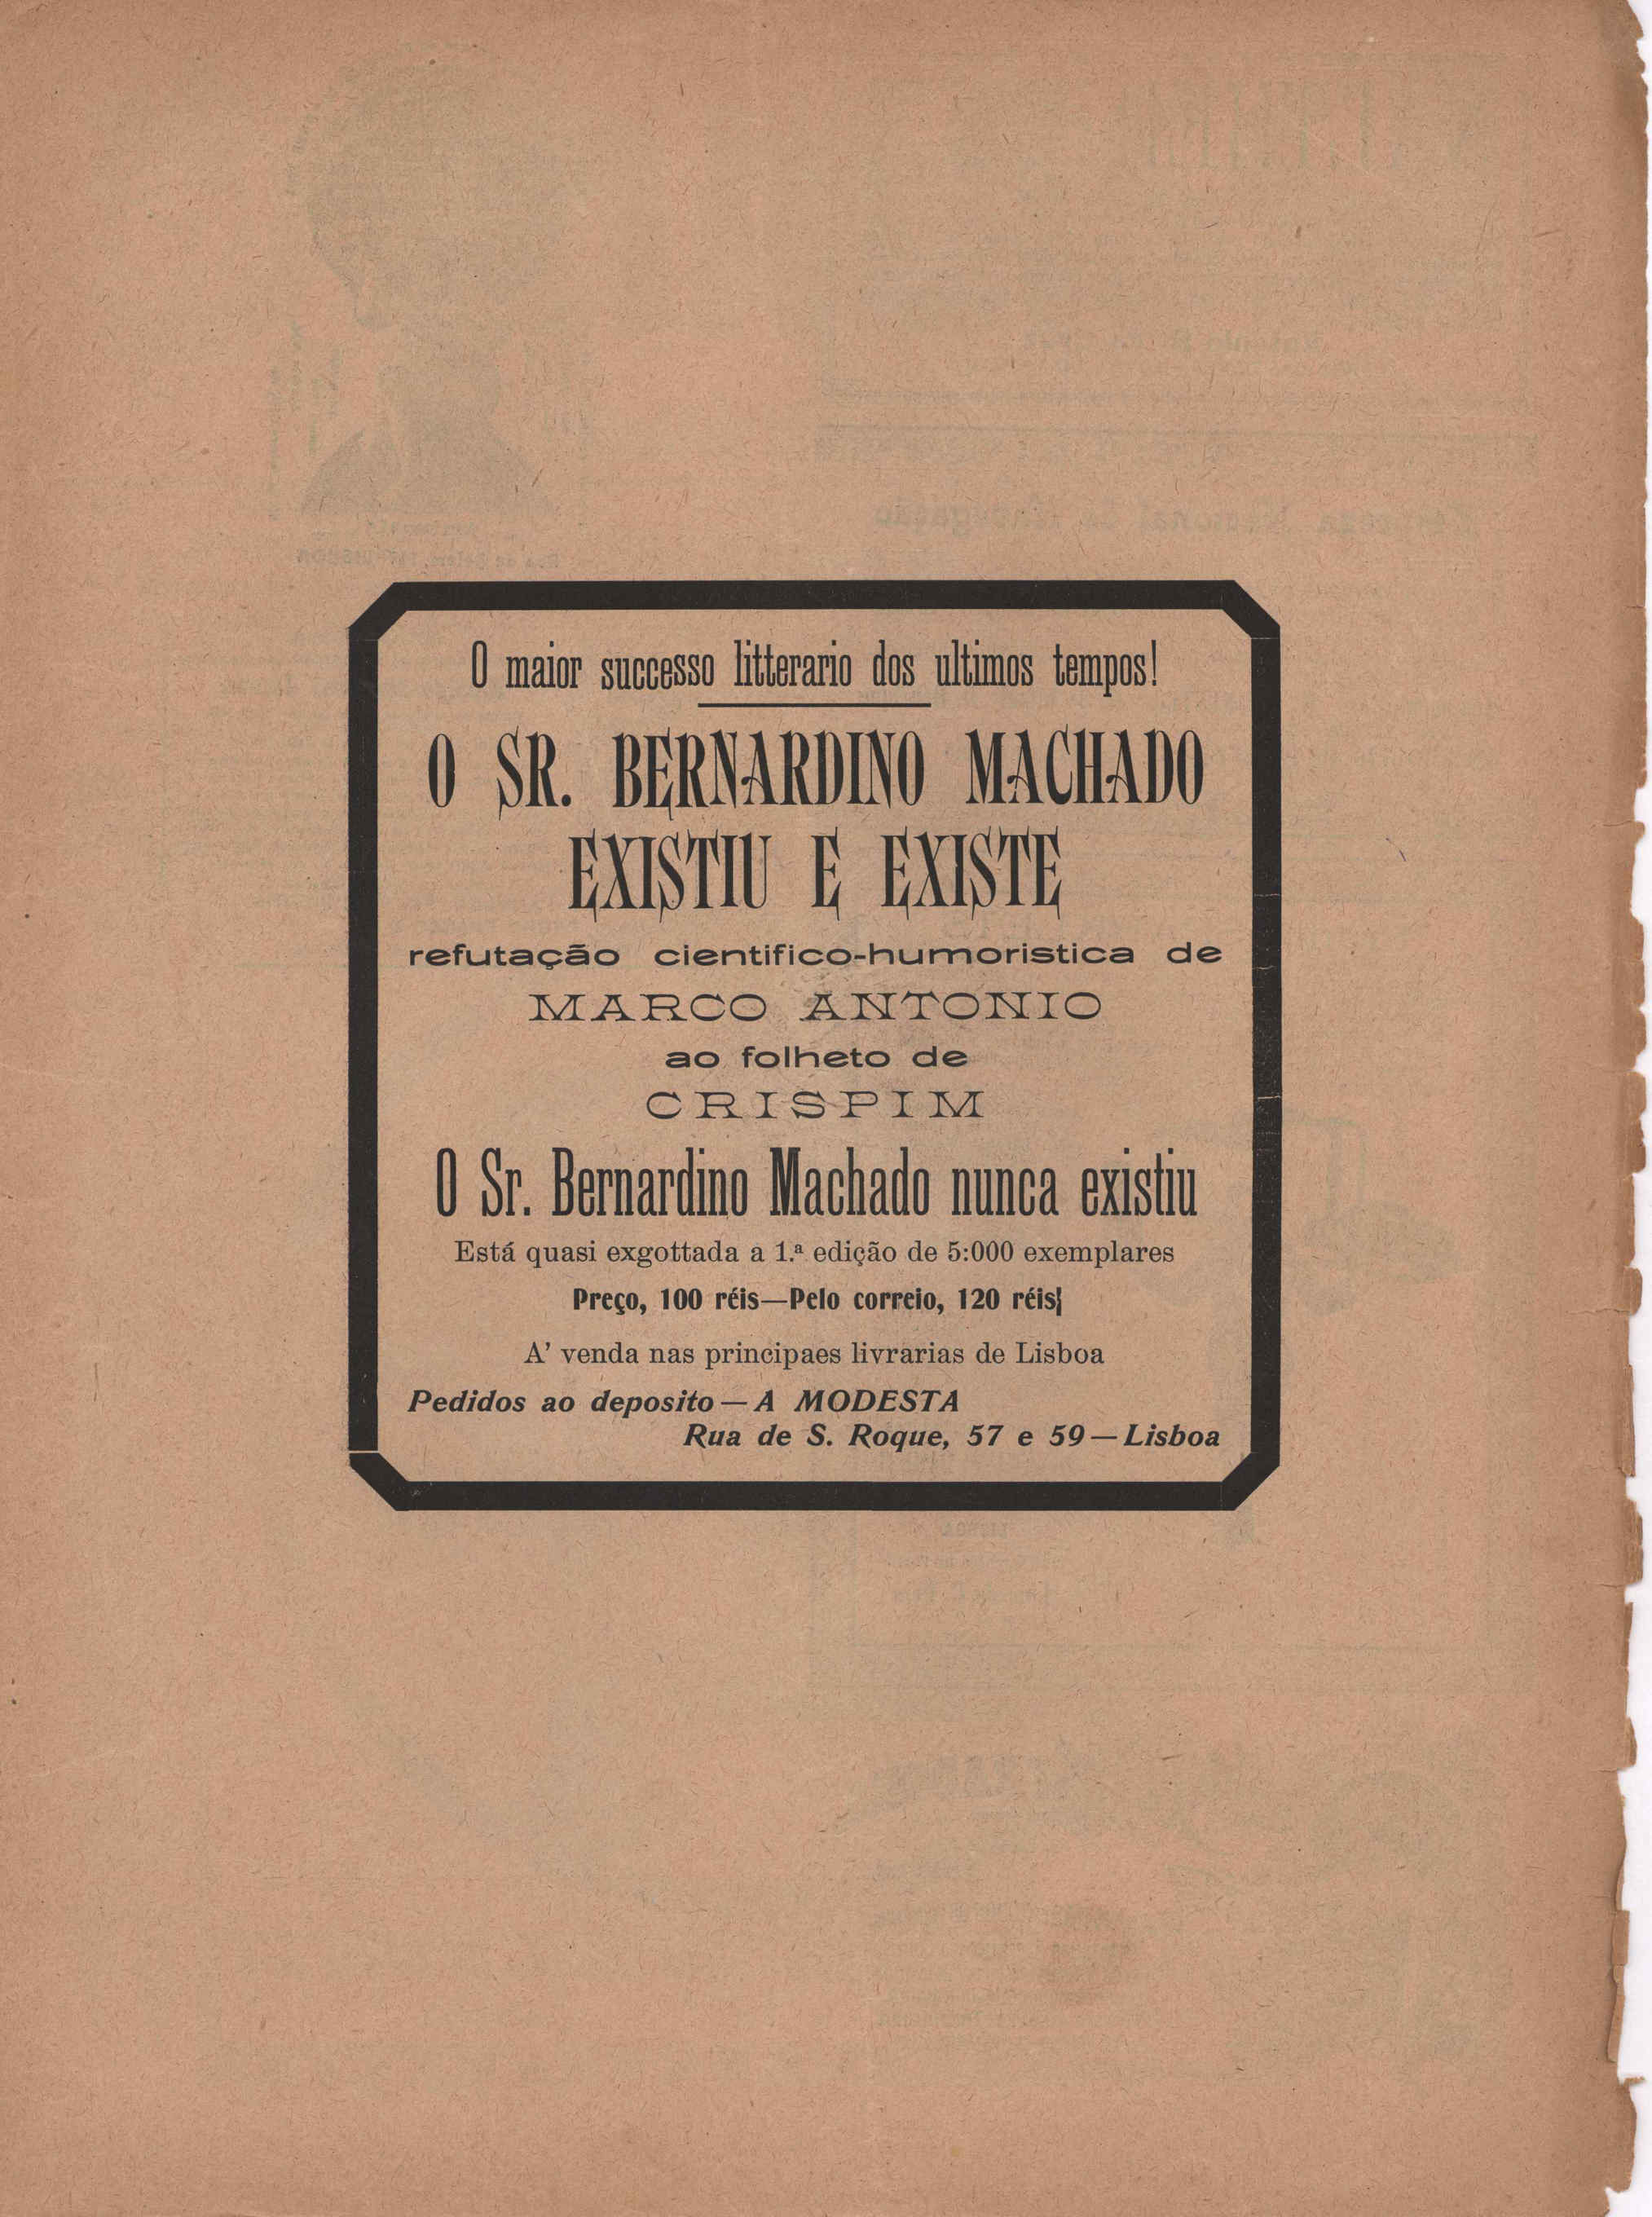 O maior successo litterario dos ultimos tempos!
O SR. BERNARDINO MACHADO
EXISTIU E EXISTE
refutação cientifico-humoristica de
MARCO ANTONIO
ao folheto de
CRISPIM
O Sr. Bernardino Machado nunca existiu
Está quasi exgottada a 1.ª edição de 5:000 exemplares
Preço, 100 réis—Pelo correio, 120 réis¦
A' venda nas principaes livrarias de Lisboa
Pedidos ao deposito—A MODESTA
Rua de S. Roque, 57 e 59—Lisboa